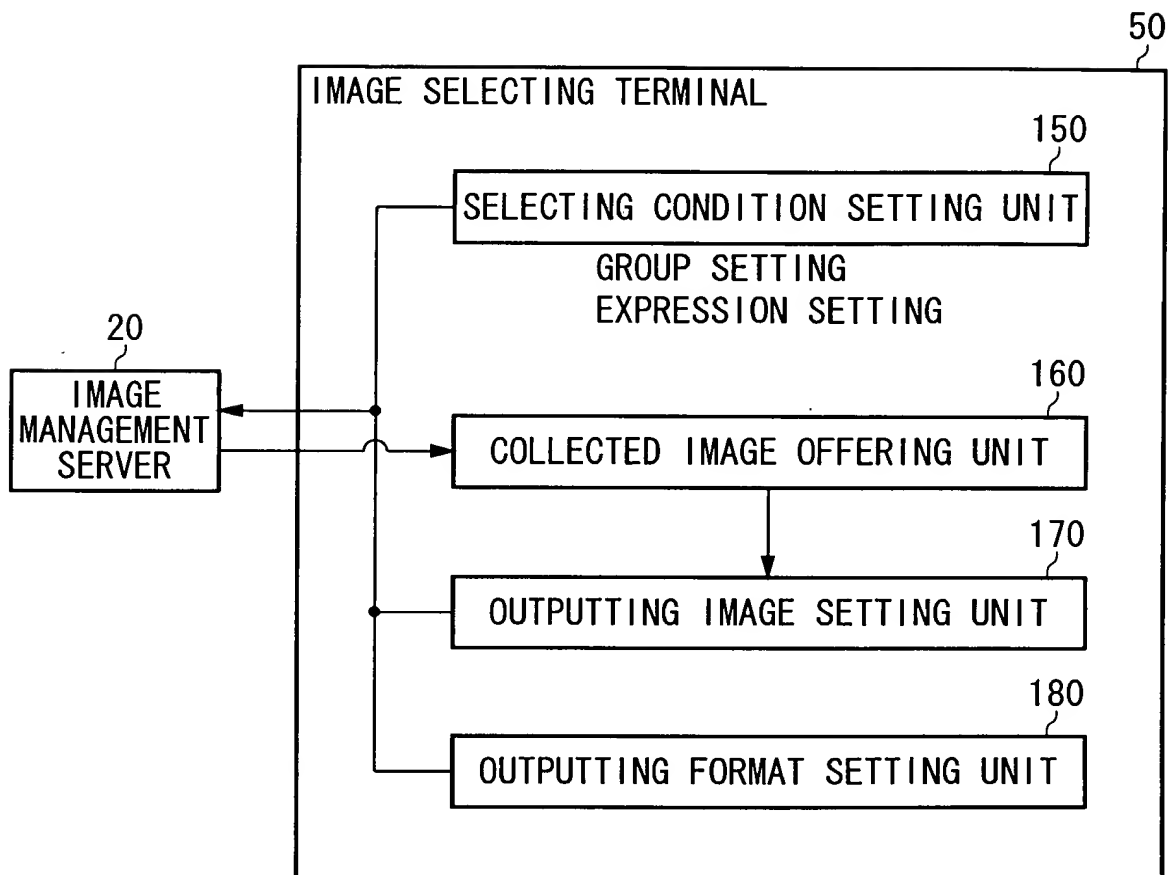 50
IMAGE SELECTING TERMINAL
150
SELECTING CONDITION SETTING UNIT
GROUP SETTING
EXPRESSION SETTING
20
IMAGE
MANAGEMENT
SERVER
160
COLLECTED IMAGE OFFERING UNIT
170
OUTPUTTING IMAGE SETTING UNIT
180
OUTPUTTING FORMAT SETTING UNIT